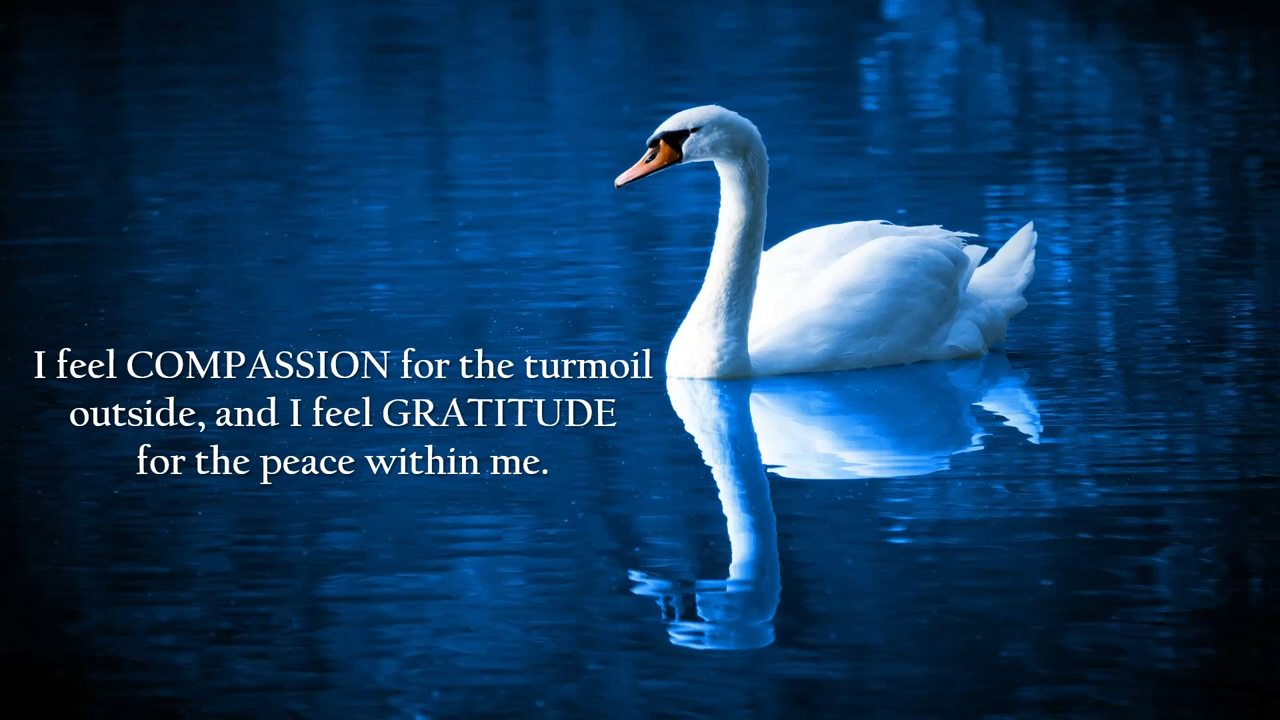 I feel COMPASSION for the turmoil
outside, and I feel GRATITUDE
for the peace within me.